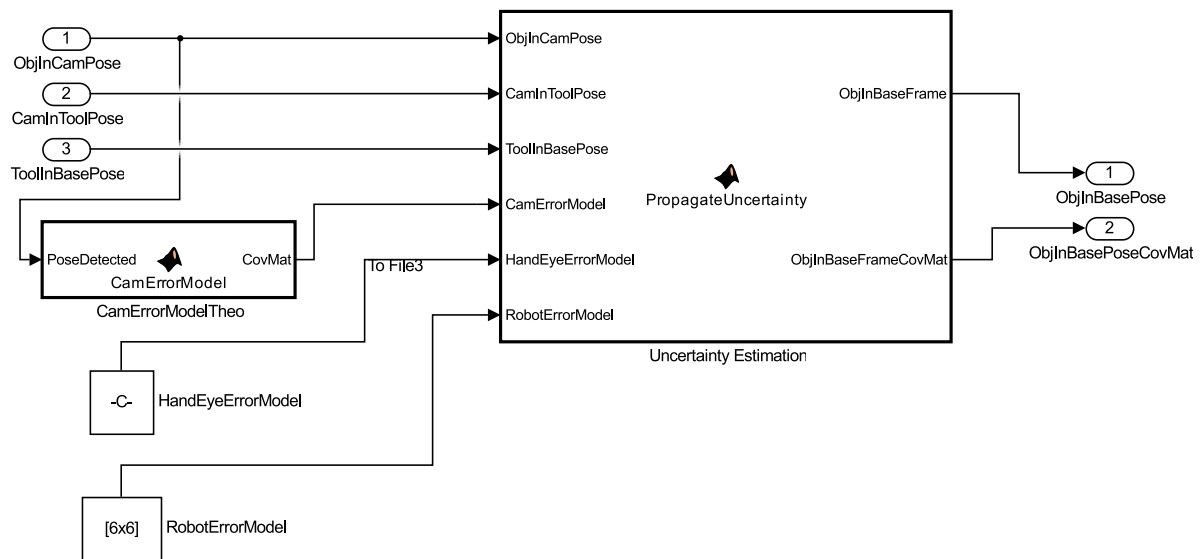 1
ObjInCamPose
2
CamInToolPose
3
ToolInBasePose
PoseDetected
CovMat
CamErrorModel
CamErrorModelTheo
-C-
HandEyeErrorModel
[6x6]
RobotErrorModel
To File3
ObjInCamPose
CamInToolPose
ToolInBasePose
CamErrorModel
HandEyeErrorModel
RobotErrorModel
PropagateUncertainty
ObjInBaseFrame
ObjInBaseFrameCovMat
Uncertainty Estimation
1
ObjInBasePose
2
ObjInBasePoseCovMat